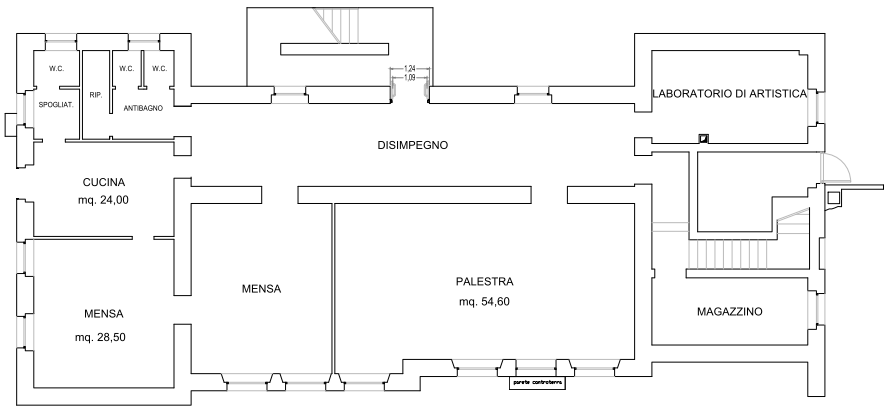 W.C.
W.C.
W.C.
1,24
1,09
SPOGLIAT.
RIP.
ANTIBAGNO
LABORATORIO DI ARTISTICA
DISIMPEGNO
CUCINA
mq. 24,00
MENSA
mq. 28,50
MENSA
PALESTRA
mq. 54,60
MAGAZZINO
parete controterra